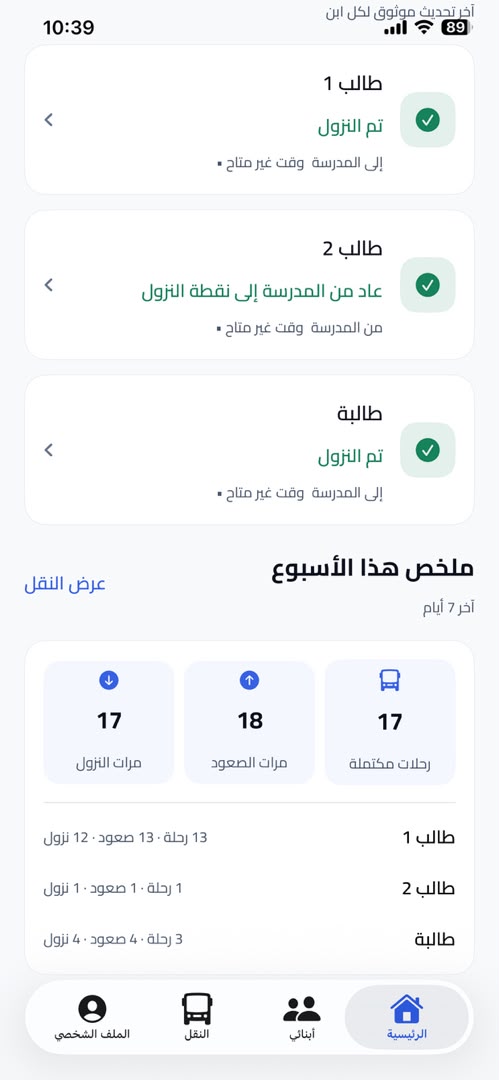 آخر تحديث موثوق لكل ابن
10:39
89
طالب 1
تم النزول
إلى المدرسة وقت غير متاح •
طالب 2
عاد من المدرسة إلى نقطة النزول
من المدرسة وقت غير متاح •
طالبة
تم النزول
إلى المدرسة وقت غير متاح •
ملخص هذا الأسبوع
عرض النقل
آخر 7 أيام
17
18
17
رحلات مكتملة
مرات الصعود
مرات النزول
طالب 1
13 رحلة · 13 صعود · 12 نزول
طالب 2
1 رحلة · 1 صعود · 1 نزول
طالبة
3 رحلة · 4 صعود · 4 نزول
الرئيسية
أبنائي
النقل
الملف الشخصي